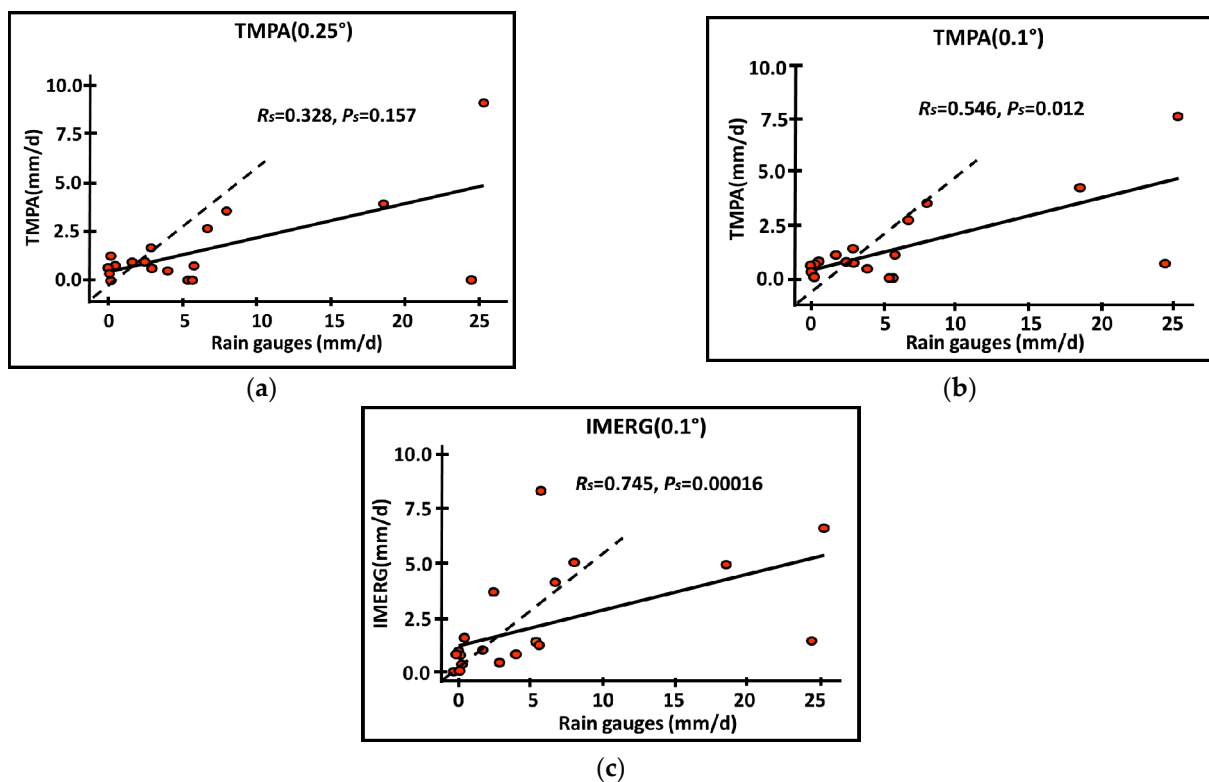 TMPA(0.25°)
10.0
7.5
5.0
2.5
0.0
TMPA(mm/d)
Rs=0.328, Ps=0.157
0 5 10 15 20 25
Rain gauges (mm/d)
(a)
TMPA(0.1°)
10.0
7.5
5.0
2.5
0.0
TMPA(mm/d)
Rs=0.546, Ps=0.012
0 5 10 15 20 25
Rain gauges (mm/d)
(b)
IMERG(0.1°)
10.0
7.5
5.0
2.5
0.0
IMERG(mm/d)
Rs=0.745, Ps=0.00016
0 5 10 15 20 25
Rain gauges (mm/d)
(c)